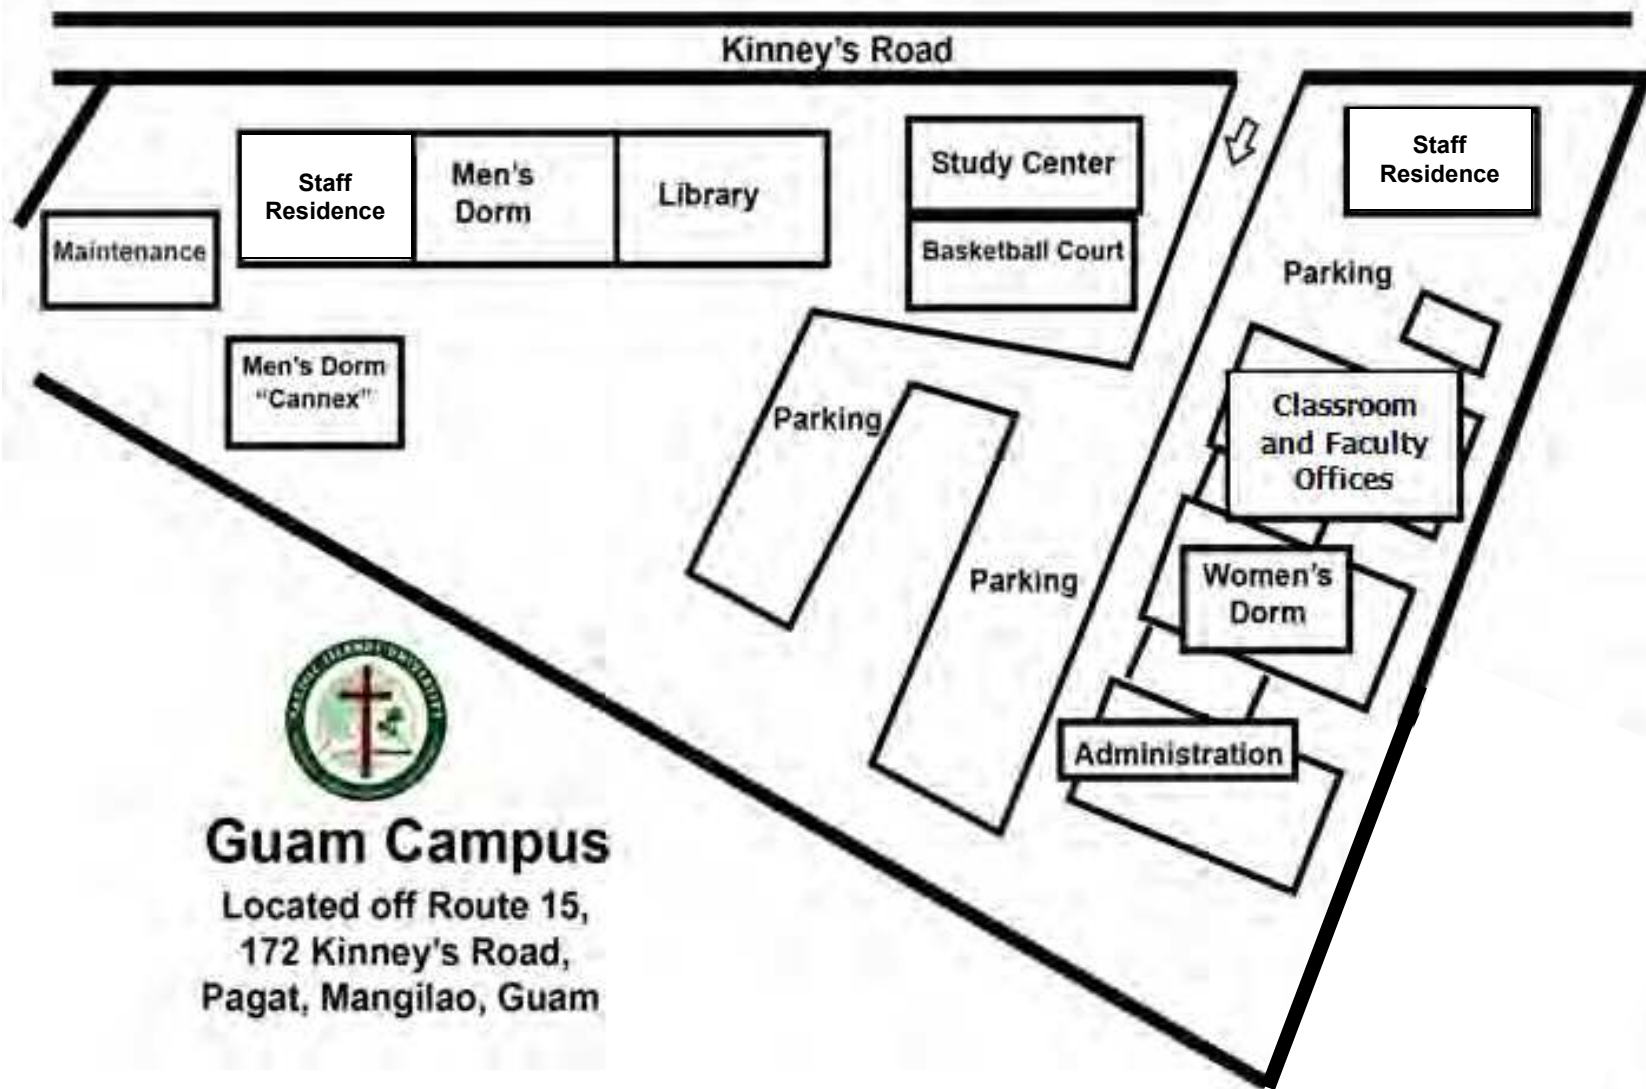 Kinney's Road
Staff
Residence
Men's
Dorm
Library
Study Center
Staff
Residence
Maintenance
Basketball Court
Parking
Men's Dorm
"Cannex"
Parking
Classroom
and Faculty
Offices
Parking
Women's
Dorm
Administration
Guam Campus
Located off Route 15,
172 Kinney's Road,
Pagat, Mangilao, Guam